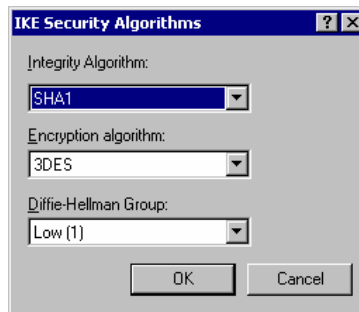 IKE Security Algorithms
Integrity Algorithm:
SHA1
Encryption algorithm:
3DES
Diffie-Hellman Group:
Low (1)
OK Cancel